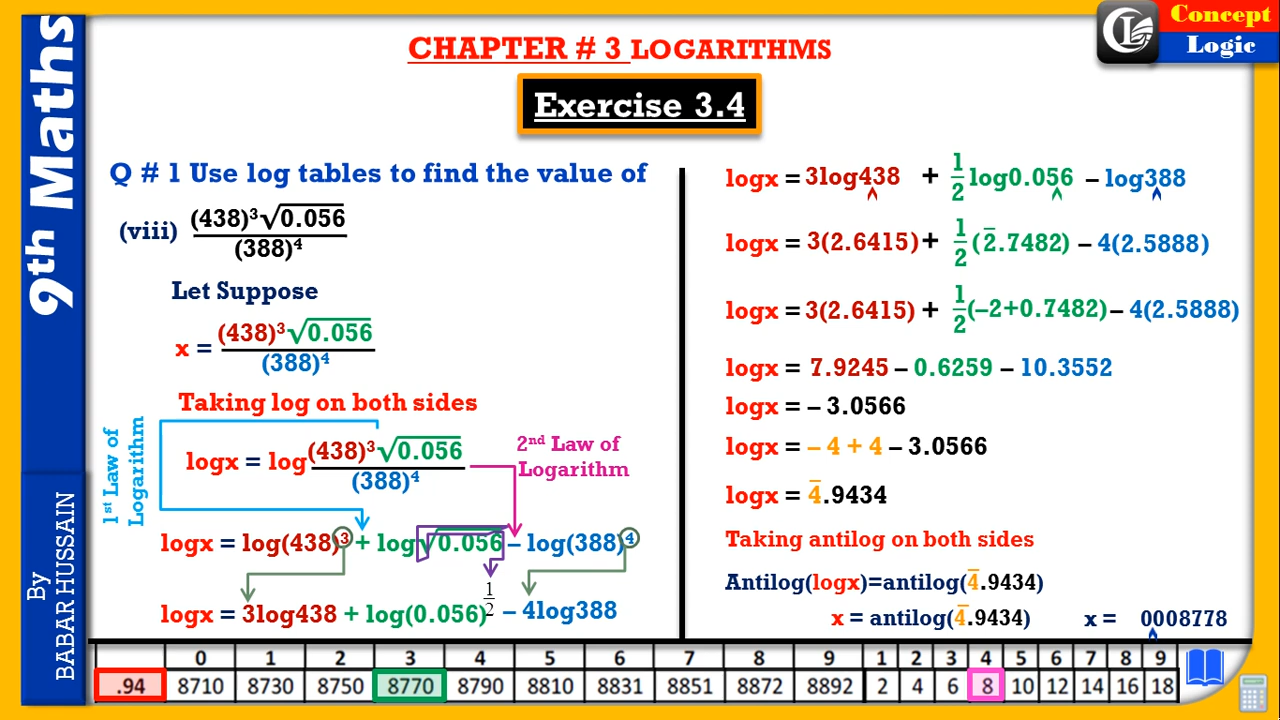 9th Maths
By
BABAR HUSSAIN
CHAPTER # 3 LOGARITHMS
Concept
Logic
Exercise 3.4
Q # 1 Use log tables to find the value of
(viii) (438)³√0.056 / (388)⁴
Let Suppose
x = (438)³√0.056 / (388)⁴
Taking log on both sides
1st Law of Logarithm
logx = log (438)³√0.056 / (388)⁴
2nd Law of
Logarithm
logx = log(438)³ + log√0.056 – log(388)⁴
logx = 3log438 + log(0.056)^1/2 – 4log388
logx = 3log438 + 1/2 log0.056 – log388
logx = 3(2.6415)+ 1/2 (2̄.7482) – 4(2.5888)
logx = 3(2.6415) + 1/2 (–2+0.7482)– 4(2.5888)
logx = 7.9245 – 0.6259 – 10.3552
logx = – 3.0566
logx = – 4 + 4 – 3.0566
logx = 4̄.9434
Taking antilog on both sides
Antilog(logx)=antilog(4̄.9434)
x = antilog(4̄.9434) x = 0008778
0 1 2 3 4 5 6 7 8 9 1 2 3 4 5 6 7 8 9
.94 8710 8730 8750 8770 8790 8810 8831 8851 8872 8892 2 4 6 8 10 12 14 16 18